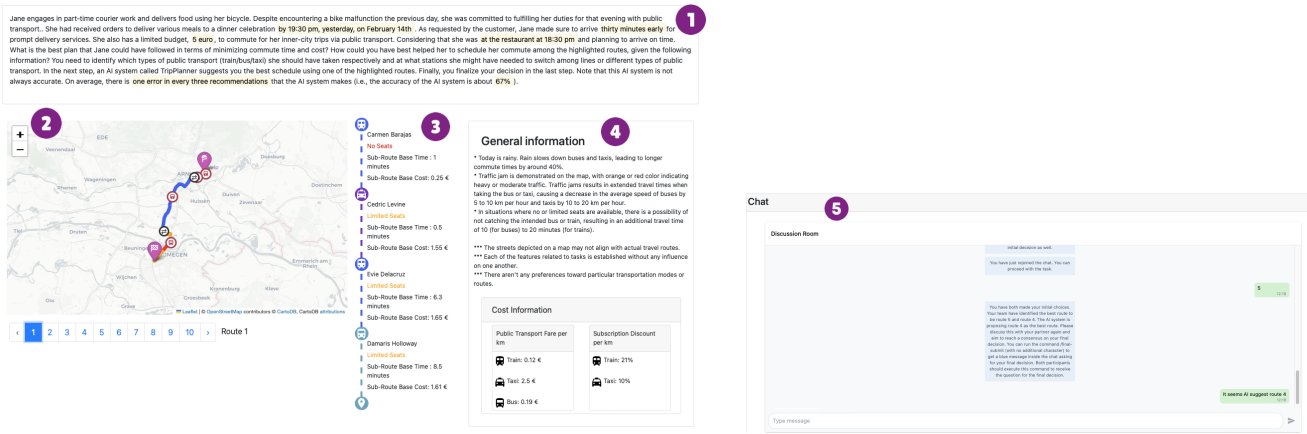 Jane engages in part-time courier work and delivers food using her bicycle. Despite encountering a bike malfunction the previous day, she was committed to fulfilling her duties for that evening with public
transport.. She had received orders to deliver various meals to a dinner celebration by 19:30 pm, yesterday, on February 14th . As requested by the customer, Jane made sure to arrive thirty minutes early for
prompt delivery services. She also has a limited budget, 5 euro , to commute for her inner-city trips via public transport. Considering that she was at the restaurant at 18:30 pm and planning to arrive on time.
What is the best plan that Jane could have followed in terms of minimizing commute time and cost? How could you have best helped her to schedule her commute among the highlighted routes, given the following
information? You need to identify which types of public transport (train/bus/taxi) she should have taken respectively and at what stations she might have needed to switch among lines or different types of public
transport. In the next step, an AI system called TripPlanner suggests you the best schedule using one of the highlighted routes. Finally, you finalize your decision in the last step. Note that this AI system is not
always accurate. On average, there is one error in every three recommendations that the AI system makes (i.e., the accuracy of the AI system is about 67% ).
1
2
+
−
EDE
Veenendaal
Wageningen
Rhenen
Doesburg
Doetinchem
Duiven
Zevenaar
Huissen
Tiel
Druten
Beuningen
Emmerich am
Rhein
Wijchen
Kranenburg
Kleve
Groesbeek
Oss
Grave
Leaflet | © OpenStreetMap contributors © CartoDB, CartoDB attributions
‹ 1 2 3 4 5 6 7 8 9 10 › Route 1
3
Carmen Barajas
No Seats
Sub-Route Base Time : 1
minutes
Sub-Route Base Cost: 0.25 €
Cedric Levine
Limited Seats
Sub-Route Base Time : 0.5
minutes
Sub-Route Base Cost: 1.55 €
Evie Delacruz
Limited Seats
Sub-Route Base Time : 6.3
minutes
Sub-Route Base Cost: 1.65 €
Damaris Holloway
Limited Seats
Sub-Route Base Time : 8.5
minutes
Sub-Route Base Cost: 1.61 €
4
General information
* Today is rainy. Rain slows down buses and taxis, leading to longer
commute times by around 40%.
* Traffic jam is demonstrated on the map, with orange or red color indicating
heavy or moderate traffic. Traffic jams results in extended travel times when
taking the bus or taxi, causing a decrease in the average speed of buses by
5 to 10 km per hour and taxis by 10 to 20 km per hour.
* In situations where no or limited seats are available, there is a possibility of
not catching the intended bus or train, resulting in an additional travel time
of 10 (for buses) to 20 minutes (for trains).
*** The streets depicted on a map may not align with actual travel routes.
*** Each of the features related to tasks is established without any influence
on one another.
*** There aren't any preferences toward particular transportation modes or
routes.
Cost Information
Public Transport Fare per
km
Train: 0.12 €
Taxi: 2.5 €
Bus: 0.19 €
Subscription Discount
per km
Train: 21%
Taxi: 10%
Chat
5
Discussion Room
initial decision as well.
You have just rejoined the chat. You can
proceed with the task.
5
You have both made your initial choices.
Your team have identified the best route to
be route 5 and route 4. The AI system is
proposing route 4 as the best route. Please
discuss this with your partner again and
aim to reach a consensus on your final
decision. You can run the command /final-
submit (with no additional character) to
get a blue message inside the chat asking
for your final decision. Both participants
should execute this command to receive
the question for the final decision.
It seems AI suggest route 4
Type message